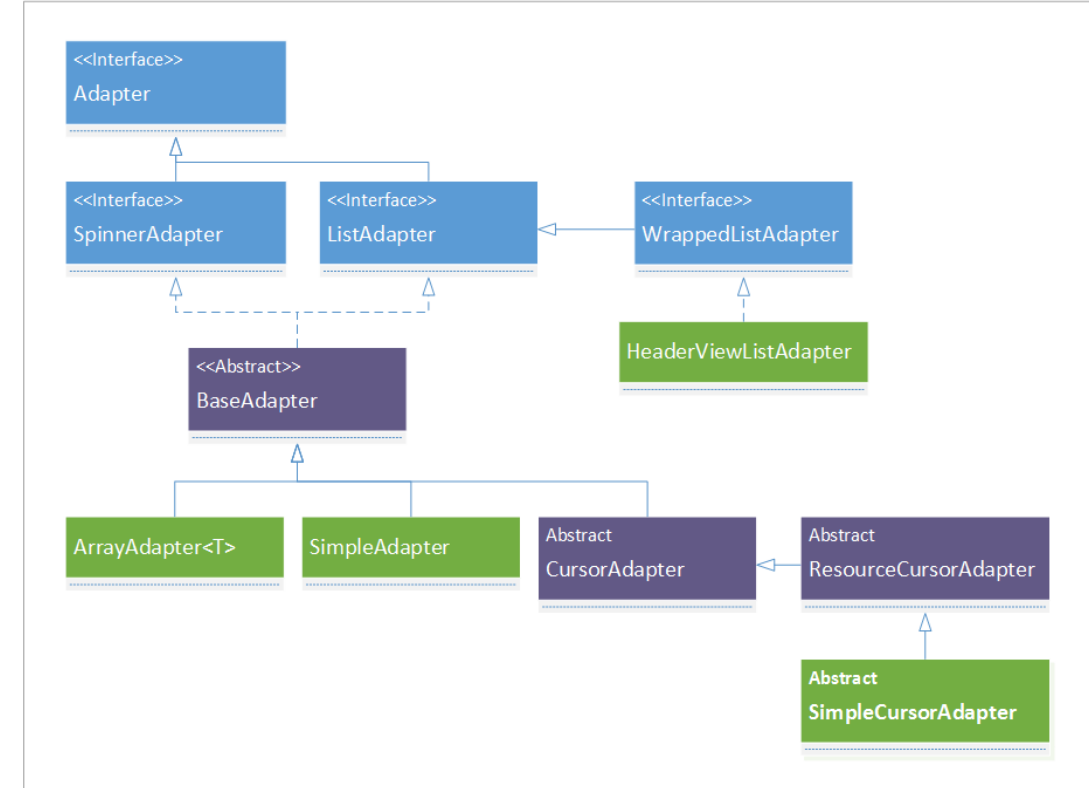 <<Interface>>
Adapter
<<Interface>>
SpinnerAdapter
<<Interface>>
ListAdapter
<<Interface>>
WrappedListAdapter
HeaderViewListAdapter
<<Abstract>>
BaseAdapter
ArrayAdapter<T>
SimpleAdapter
Abstract
CursorAdapter
Abstract
ResourceCursorAdapter
Abstract
SimpleCursorAdapter